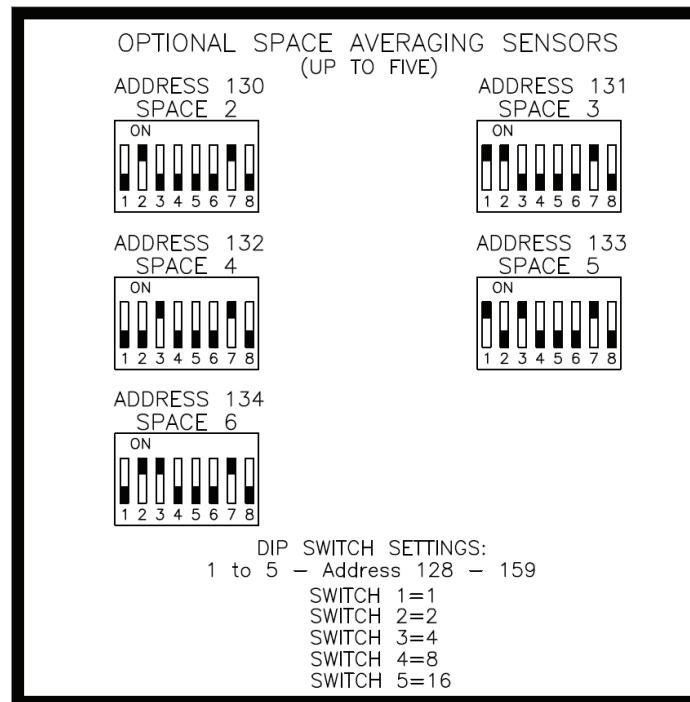 OPTIONAL SPACE AVERAGING SENSORS
(UP TO FIVE)
ADDRESS 130
SPACE 2
ON
1 2 3 4 5 6 7 8
ADDRESS 131
SPACE 3
ON
1 2 3 4 5 6 7 8
ADDRESS 132
SPACE 4
ON
1 2 3 4 5 6 7 8
ADDRESS 133
SPACE 5
ON
1 2 3 4 5 6 7 8
ADDRESS 134
SPACE 6
ON
1 2 3 4 5 6 7 8
DIP SWITCH SETTINGS:
1 to 5 – Address 128 – 159
SWITCH 1=1
SWITCH 2=2
SWITCH 3=4
SWITCH 4=8
SWITCH 5=16